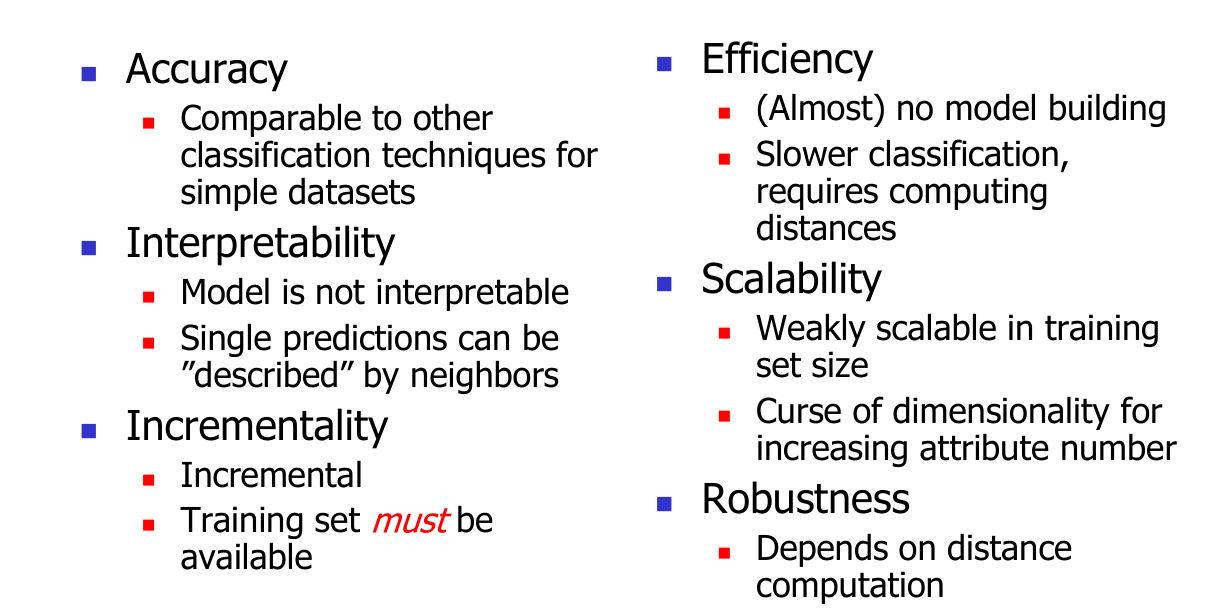 Accuracy
Comparable to other
classification techniques for
simple datasets
Interpretability
Model is not interpretable
Single predictions can be
”described” by neighbors
Incrementality
Incremental
Training set must be
available
Efficiency
(Almost) no model building
Slower classification,
requires computing
distances
Scalability
Weakly scalable in training
set size
Curse of dimensionality for
increasing attribute number
Robustness
Depends on distance
computation